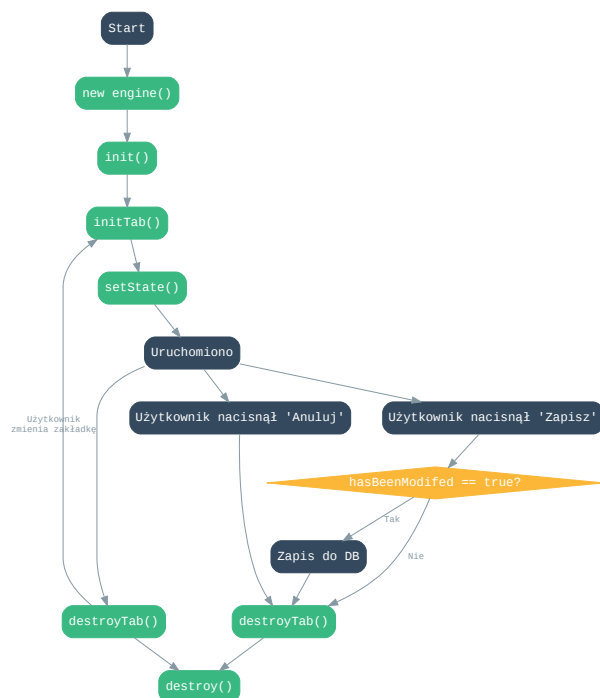 Start
new engine()
init()
initTab()
setState()
Uruchomiono
Użytkownik nacisnął 'Anuluj'
Użytkownik nacisnął 'Zapisz'
Użytkownik
zmienia zakładkę
hasBeenModifed == true?
Tak
Zapis do DB
Nie
destroyTab()
destroyTab()
destroy()